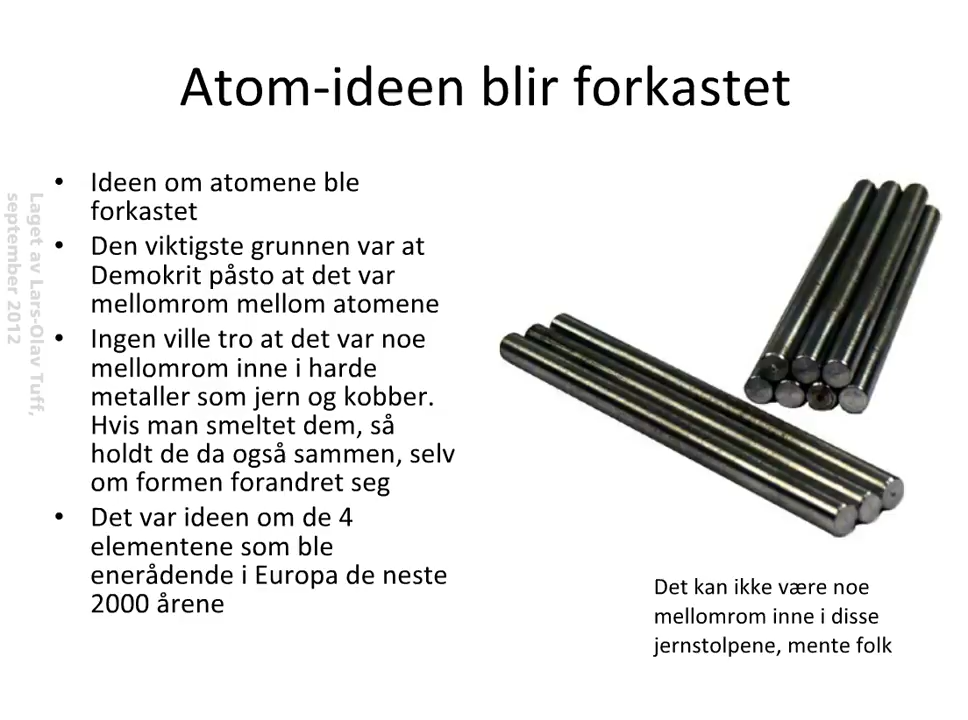 Atom-ideen blir forkastet
• Ideen om atomene ble
forkastet
• Den viktigste grunnen var at
Demokrit påsto at det var
mellomrom mellom atomene
• Ingen ville tro at det var noe
mellomrom inne i harde
metaller som jern og kobber.
Hvis man smeltet dem, så
holdt de da også sammen, selv
om formen forandret seg
• Det var ideen om de 4
elementene som ble
enerådende i Europa de neste
2000 årene
Det kan ikke være noe
mellomrom inne i disse
jernstolpene, mente folk
Laget av Lars-Olav Tuff,
september 2012